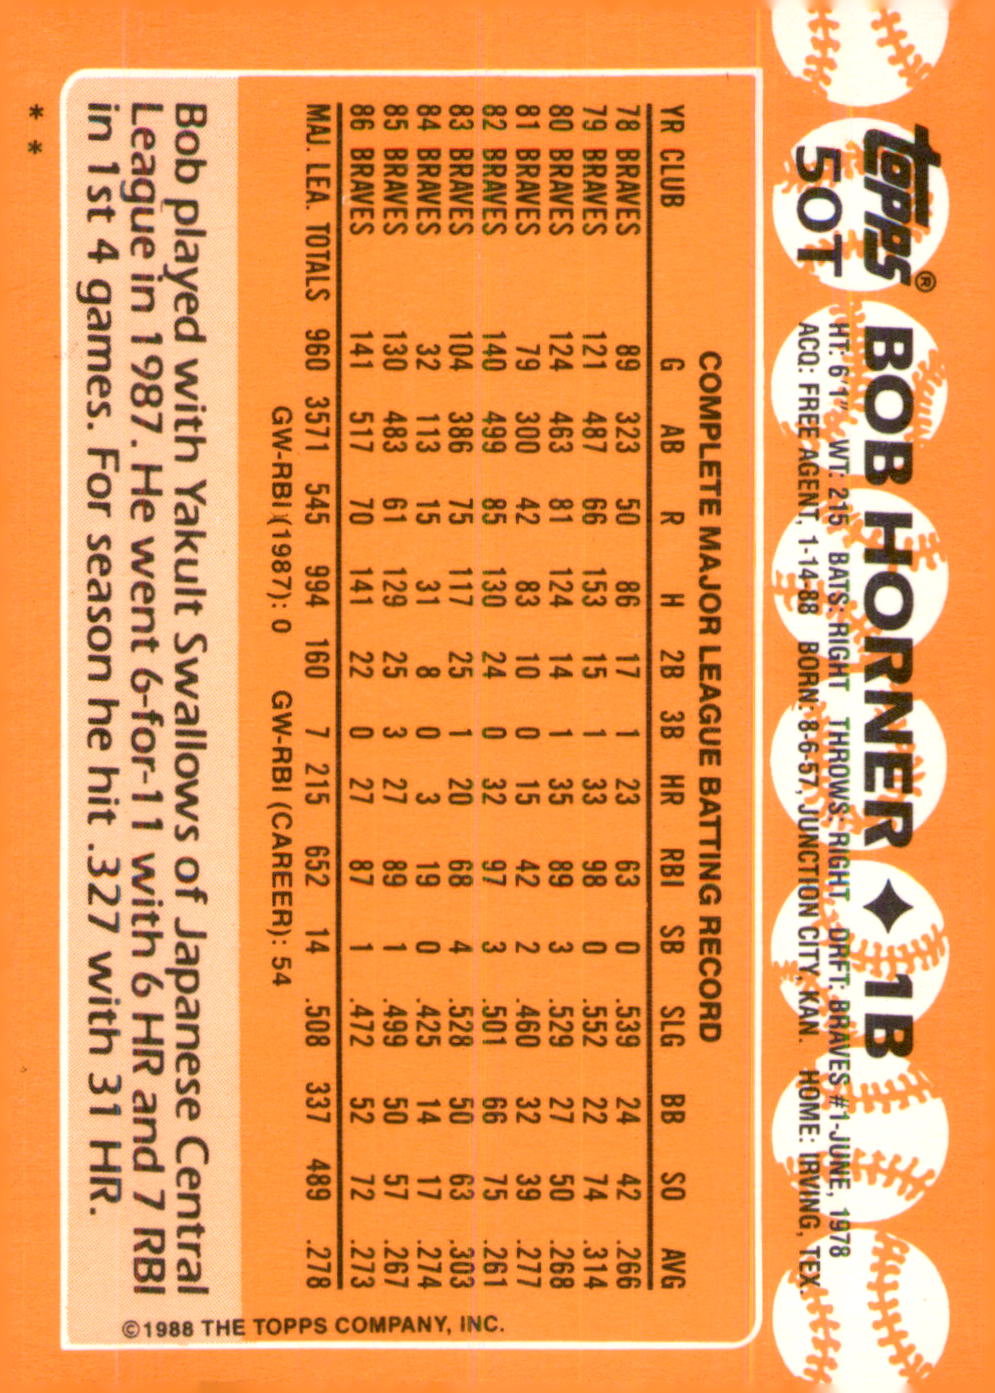 Topps®
50T
BOB HORNER ✦ 1B
HT: 6'1" WT: 215 BATS: RIGHT THROWS: RIGHT DRFT: BRAVES #1-JUNE, 1978
ACQ: FREE AGENT, 1-14-88 BORN: 8-6-57, JUNCTION CITY, KAN. HOME: IRVING, TEX.
COMPLETE MAJOR LEAGUE BATTING RECORD
YR CLUB G AB R H 2B 3B HR RBI SB SLG BB SO AVG
78 BRAVES 89 323 50 86 17 1 23 63 0 .539 24 42 .266
79 BRAVES 121 487 66 153 15 1 33 98 0 .552 22 74 .314
80 BRAVES 124 463 81 124 14 1 35 89 3 .529 27 50 .268
81 BRAVES 79 300 42 83 10 0 15 42 2 .460 32 39 .277
82 BRAVES 140 499 85 130 24 0 32 97 3 .501 66 75 .261
83 BRAVES 104 386 75 117 25 1 20 68 4 .528 50 63 .303
84 BRAVES 32 113 15 31 8 0 3 19 0 .425 14 17 .274
85 BRAVES 130 483 61 129 25 3 27 89 1 .499 50 57 .267
86 BRAVES 141 517 70 141 22 0 27 87 1 .472 52 72 .273
MAJ. LEA. TOTALS 960 3571 545 994 160 7 215 652 14 .508 337 489 .278
GW-RBI (1987): 0 GW-RBI (CAREER): 54
Bob played with Yakult Swallows of Japanese Central
League in 1987. He went 6-for-11 with 6 HR and 7 RBI
in 1st 4 games. For season he hit .327 with 31 HR.
©1988 THE TOPPS COMPANY, INC.
* *